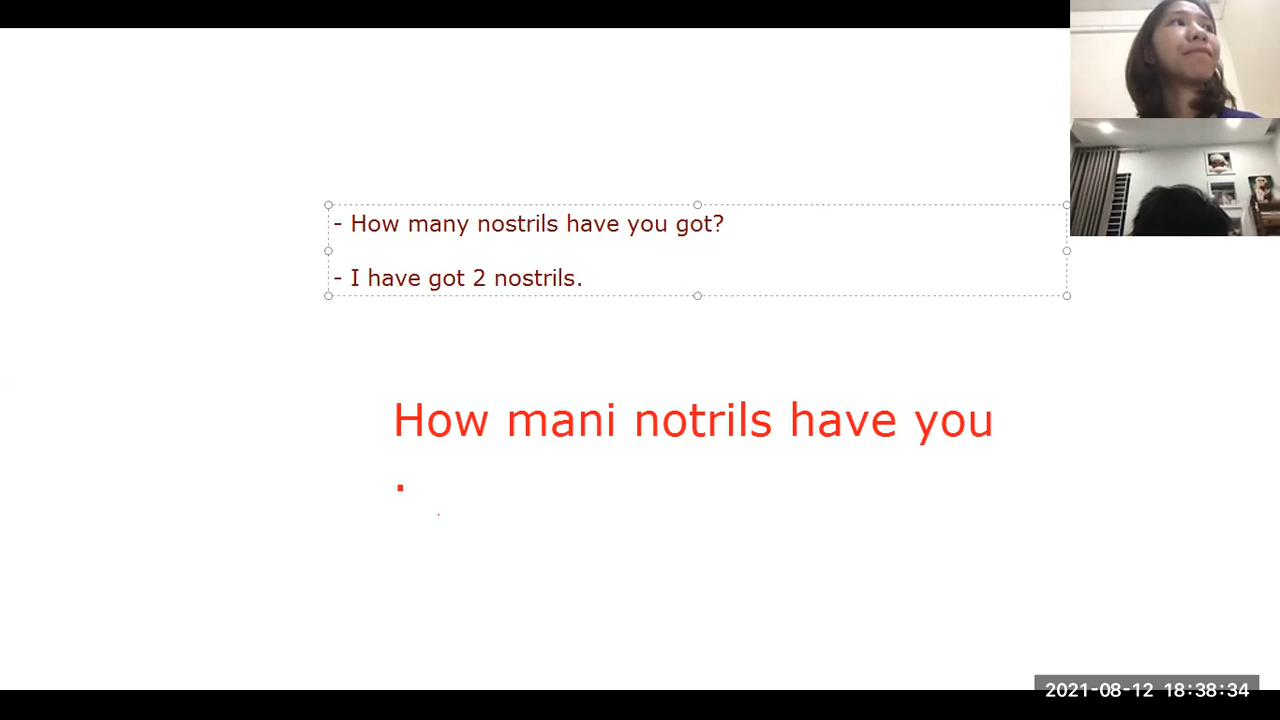 - How many nostrils have you got?
- I have got 2 nostrils.
How mani notrils have you
.
2021-08-12 18:38:34